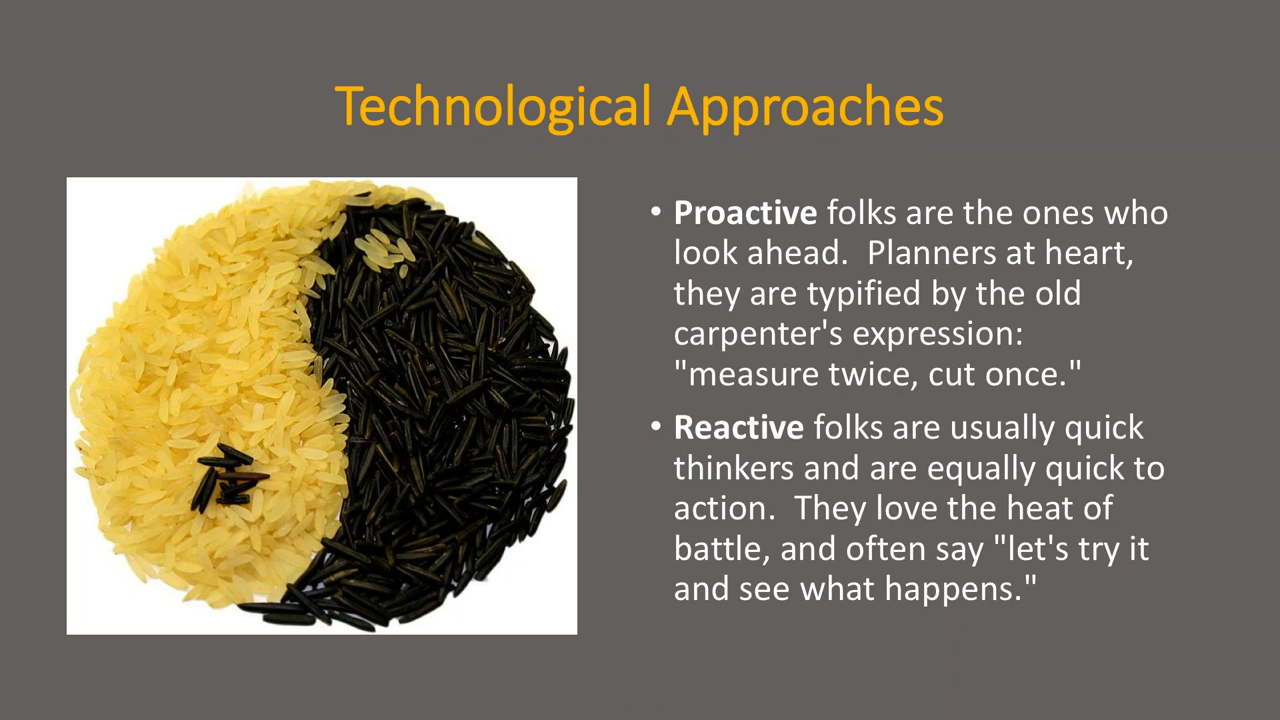 Technological Approaches
• Proactive folks are the ones who
look ahead.  Planners at heart,
they are typified by the old
carpenter's expression:
"measure twice, cut once."
• Reactive folks are usually quick
thinkers and are equally quick to
action.  They love the heat of
battle, and often say "let's try it
and see what happens."